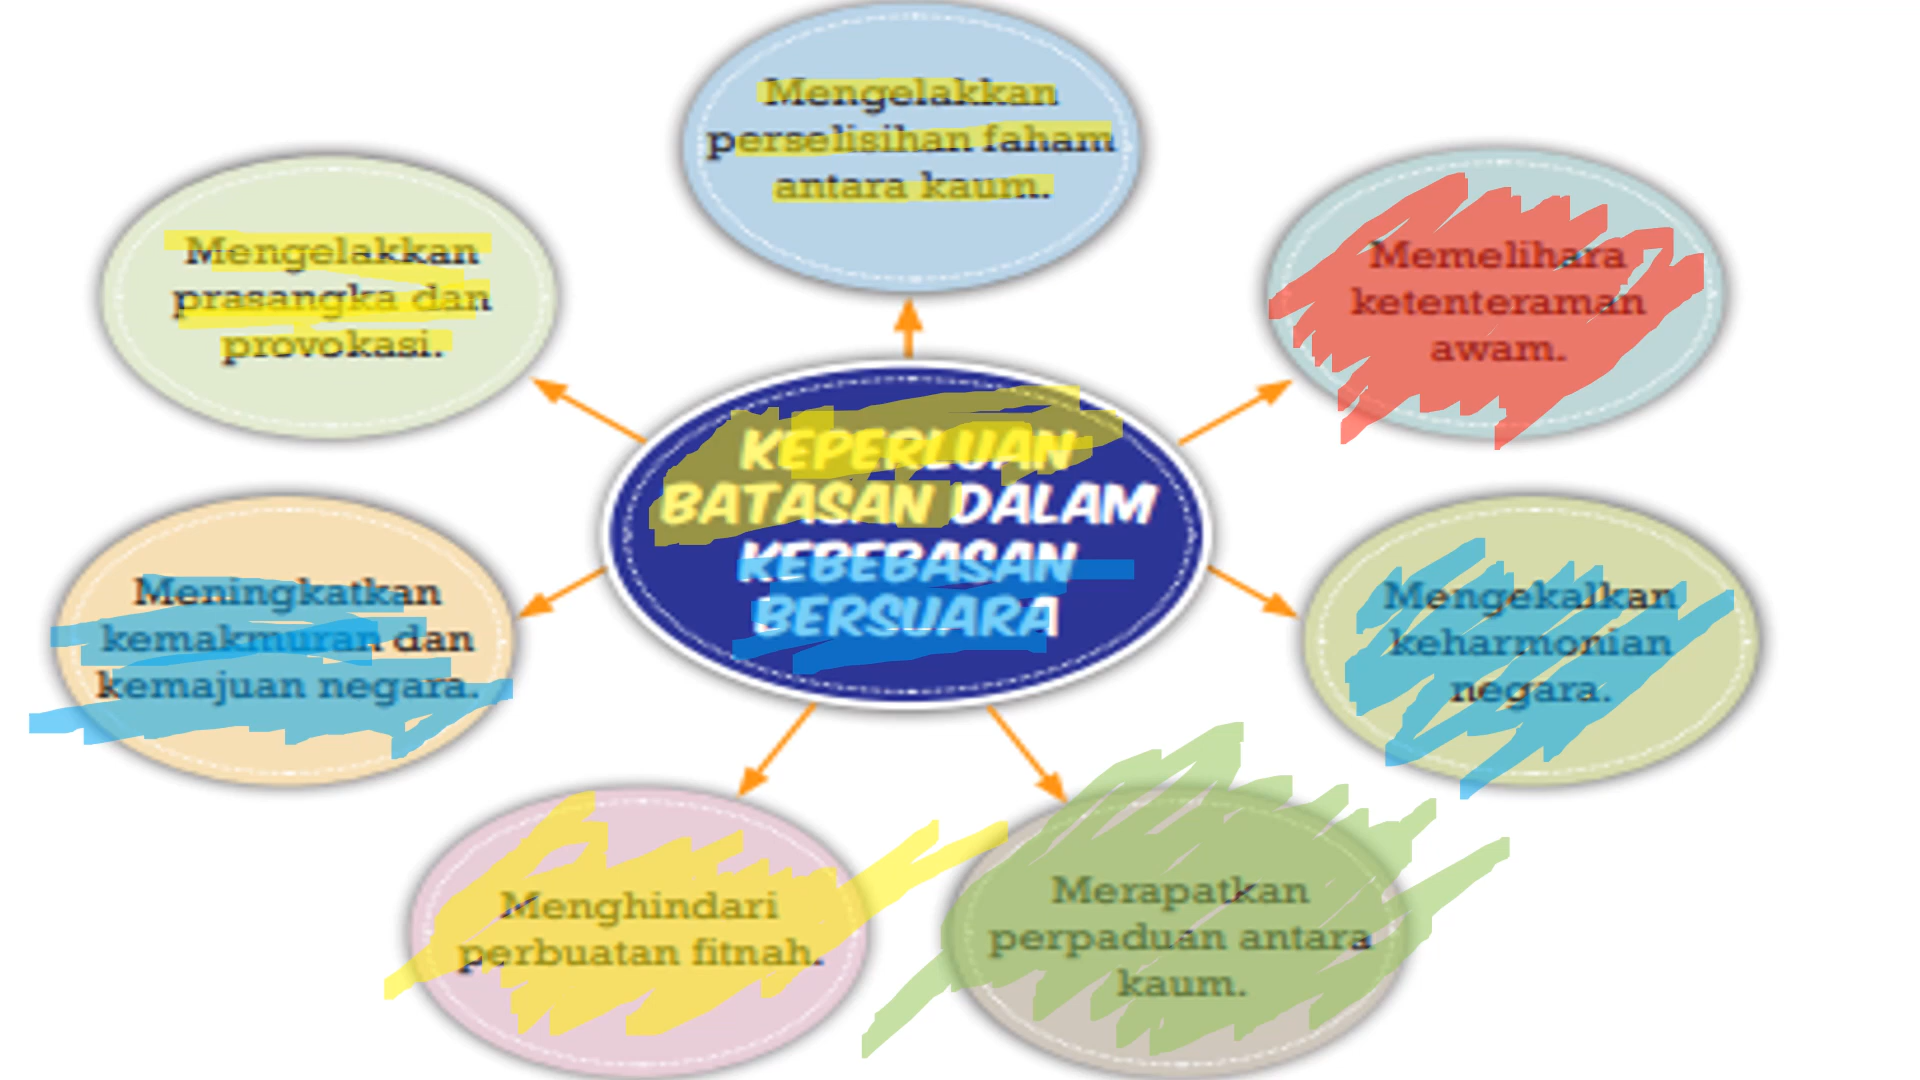 Mengelakkan
perselisihan faham
antara kaum.
Memelihara
ketenteraman
awam.
Mengekalkan
keharmonian
negara.
Merapatkan
perpaduan antara
kaum.
Menghindari
perbuatan fitnah.
Meningkatkan
kemakmuran dan
kemajuan negara.
Mengelakkan
prasangka dan
provokasi.
KEPERLUAN
BATASAN DALAM
KEBEBASAN
BERSUARA